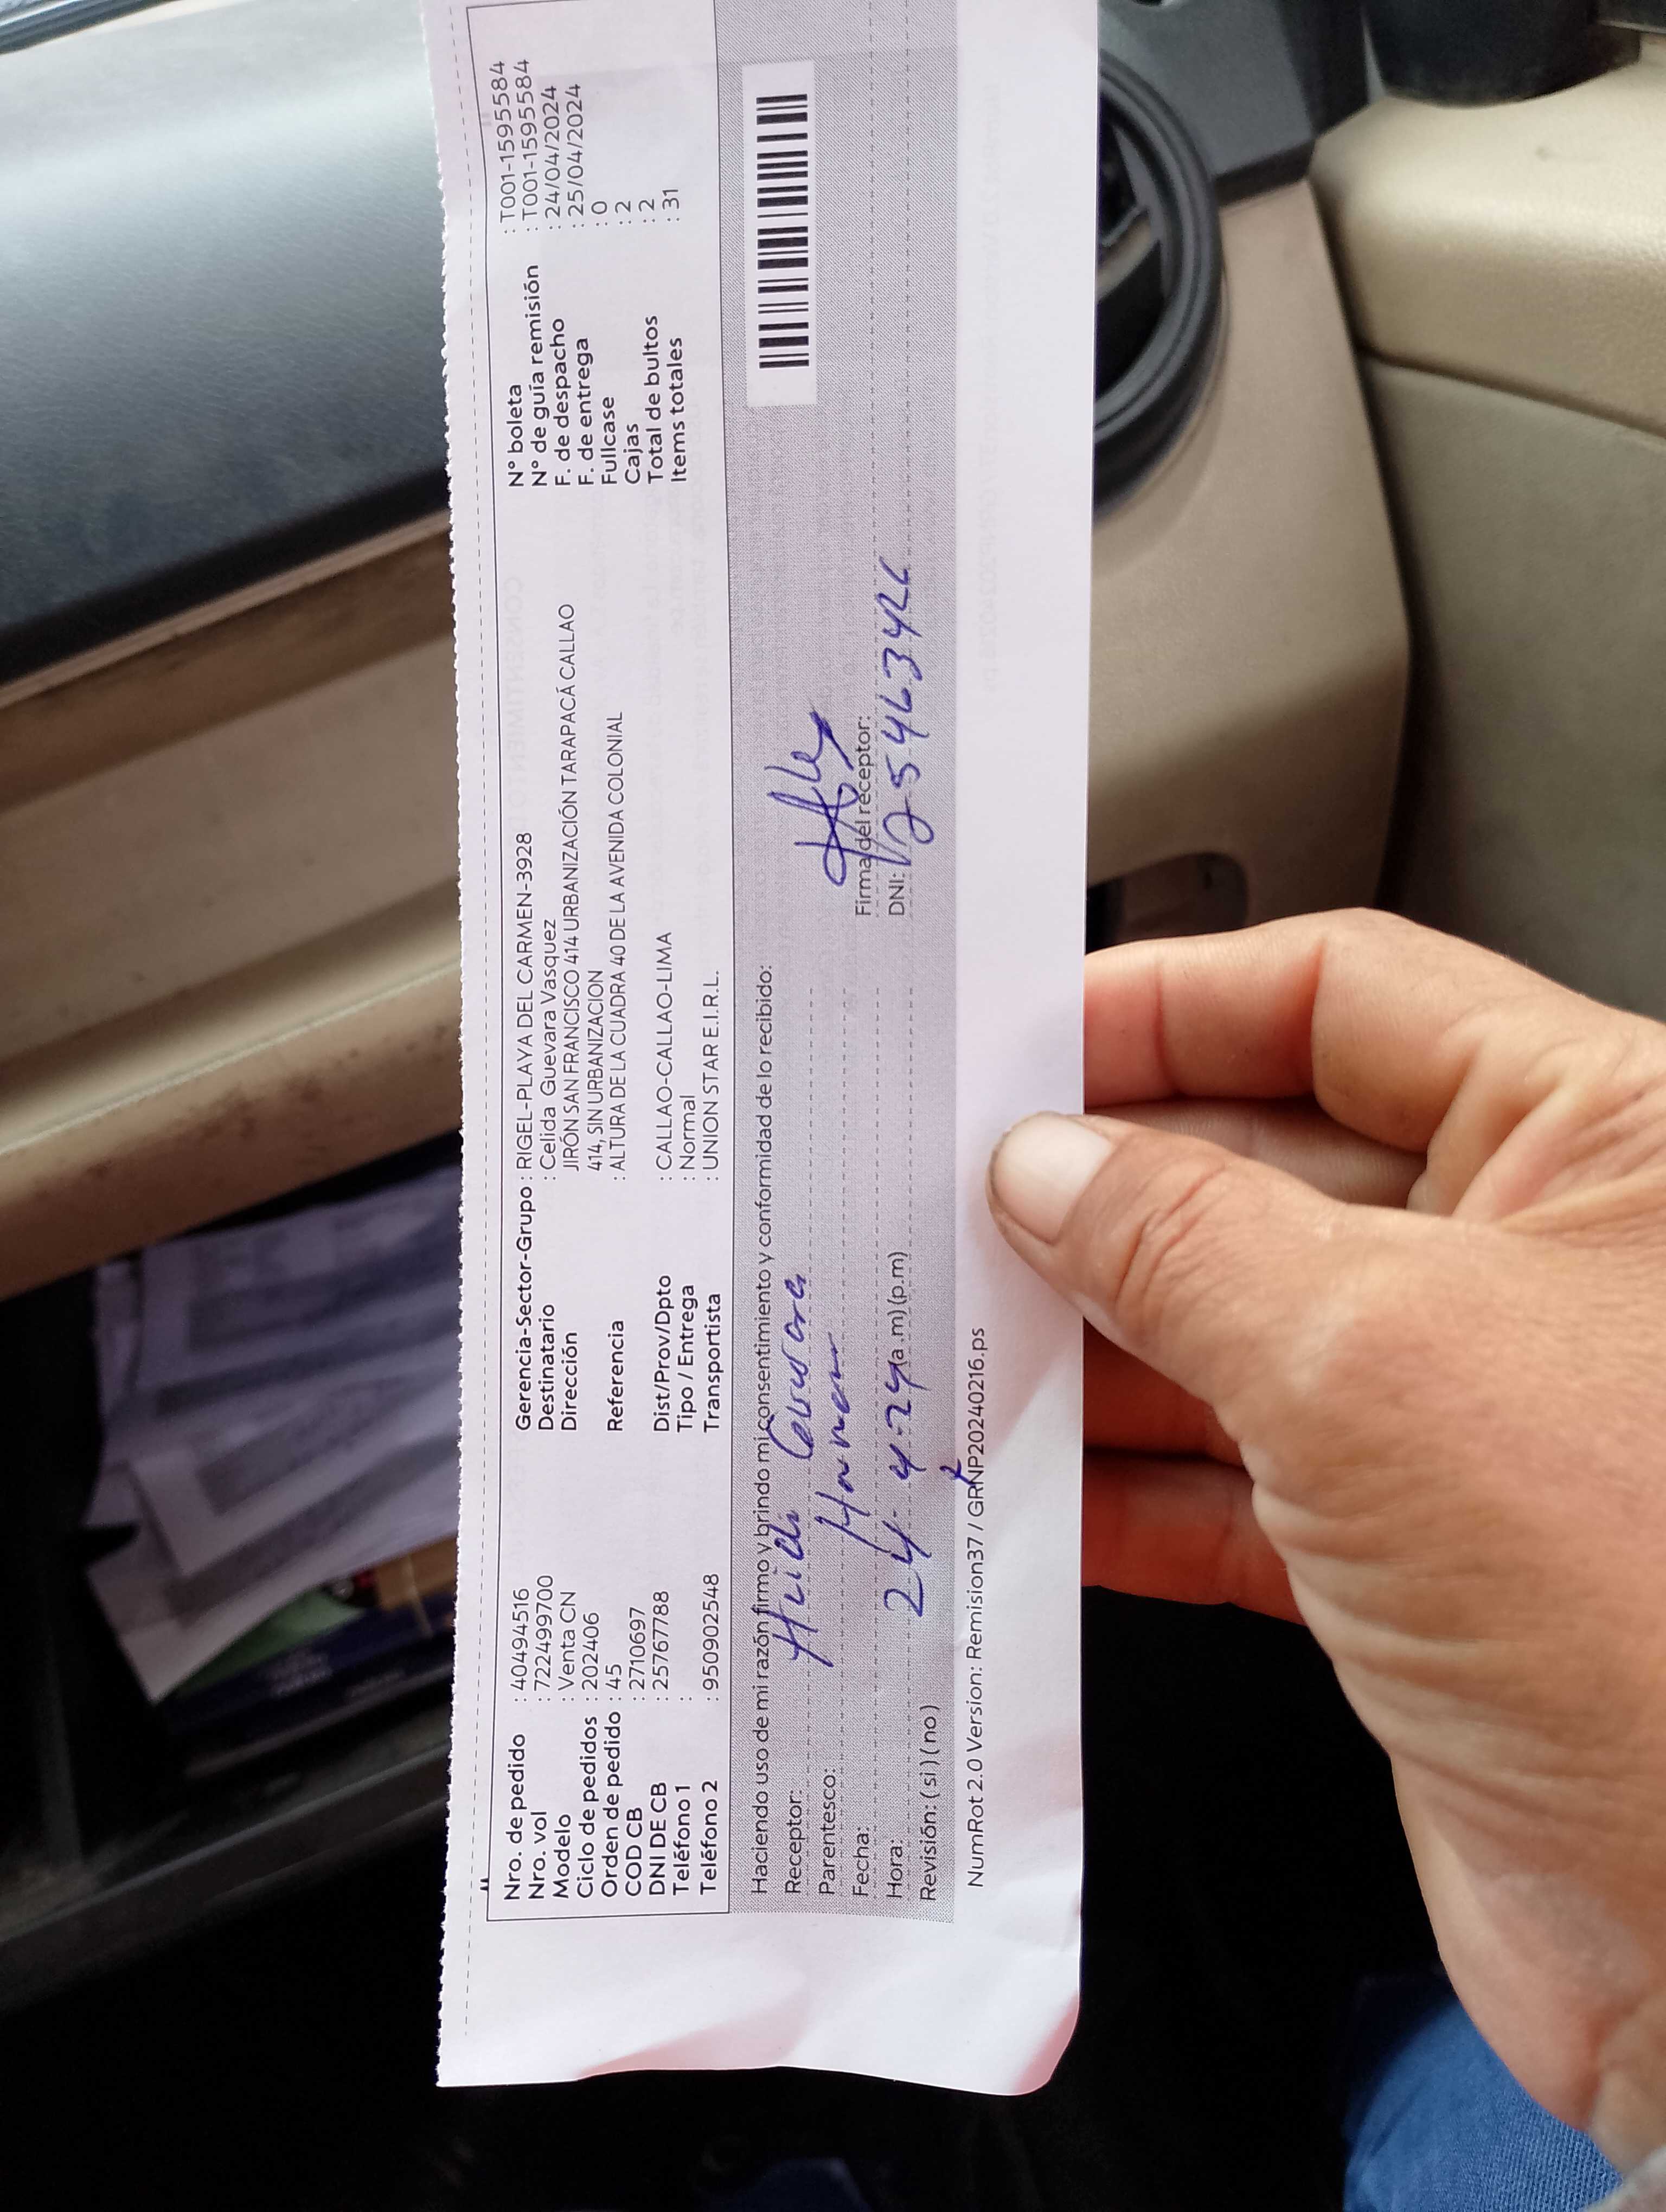 Nro. de pedido : 40494516 Gerencia-Sector-Grupo : RIGEL-PLAYA DEL CARMEN-3928 N° boleta : T001-1595584
Nro. vol : 722499700 Destinatario : Celida Guevara Vasquez N° de guía remisión : T001-1595584
Modelo : Venta CN Dirección JIRÓN SAN FRANCISCO 414 URBANIZACIÓN TARAPACÁ CALLAO F. de despacho : 24/04/2024
Ciclo de pedidos : 202406 414, SIN URBANIZACION F. de entrega : 25/04/2024
Orden de pedido : 45 Referencia : ALTURA DE LA CUADRA 40 DE LA AVENIDA COLONIAL Fullcase : 0
COD CB : 2710697 Cajas : 2
DNI DE CB : 25767788 Dist/Prov/Dpto : CALLAO-CALLAO-LIMA Total de bultos : 2
Teléfono 1 : Tipo / Entrega : Normal Items totales : 31
Teléfono 2 : 950902548 Transportista : UNION STAR E.I.R.L.
Haciendo uso de mi razón firmo y brindo mi consentimiento y conformidad de lo recibido:
Receptor:
Parentesco:
Fecha: Firma del receptor:
Hora: 24-4-24 (a.m) (p.m) DNI:
Revisión: ( si ) ( no )
NumRot 2.0 Version: Remision37 / GRNP20240216.ps